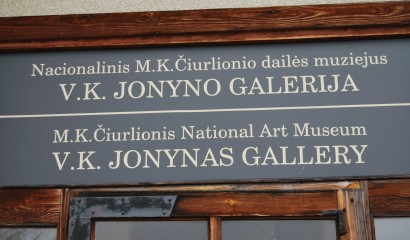 Nacionalinis M.K.Čiurlionio dailės muziejus
V.K. JONYNO GALERIJA
M.K.Čiurlionis National Art Museum
V.K. JONYNAS GALLERY